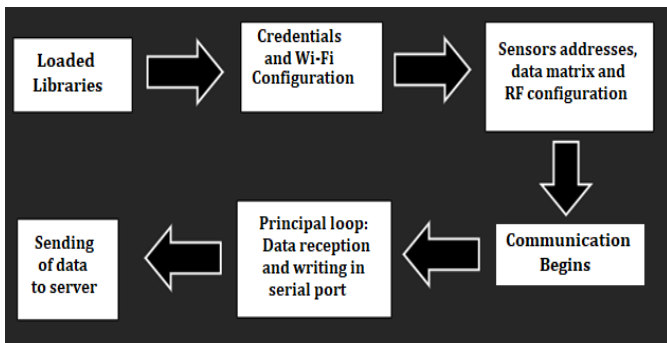 Loaded
Libraries
Credentials
and Wi-Fi
Configuration
Sensors addresses,
data matrix and
RF configuration
Communication
Begins
Principal loop:
Data reception
and writing in
serial port
Sending
of data
to server